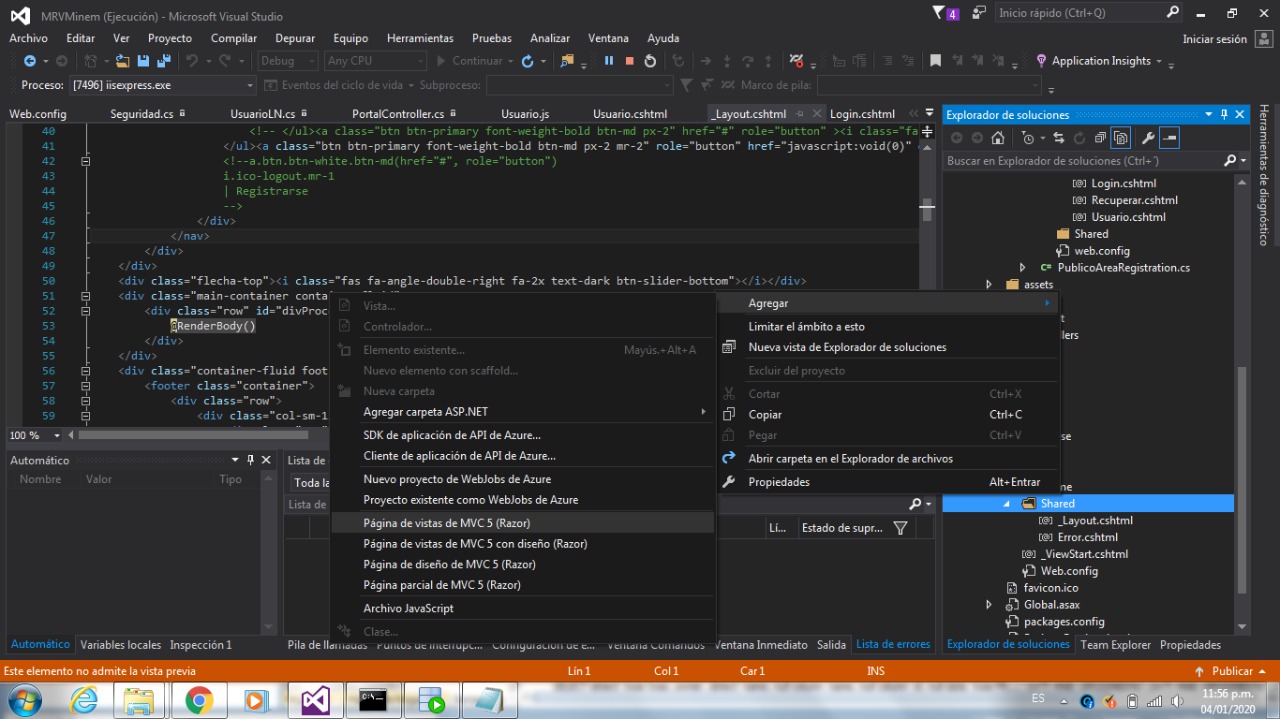 MRVMinem (Ejecución) - Microsoft Visual Studio
4
Inicio rápido (Ctrl+Q)
Archivo Editar Ver Proyecto Compilar Depurar Equipo Herramientas Pruebas Analizar Ventana Ayuda
Iniciar sesión
Debug Any CPU Continuar Application Insights
Proceso: [7496] iisexpress.exe Eventos del ciclo de vida Subproceso: Marco de pila:
Web.config Seguridad.cs UsuarioLN.cs PortalController.cs Usuario.js Usuario.cshtml _Layout.cshtml Login.cshtml
40 <!-- </ul><a class="btn btn-primary font-weight-bold btn-md px-2" href="#" role="button" ><i class="fa
41 </ul><a class="btn btn-primary font-weight-bold btn-md px-2 mr-2" role="button" href="javascript:void(0)"
42 <!--a.btn.btn-white.btn-md(href="#", role="button")
43 i.ico-logout.mr-1
44 | Registrarse
45 -->
46 </div>
47 </nav>
48 </div>
49 </div>
50 <div class="flecha-top"><i class="fas fa-angle-double-right fa-2x text-dark btn-slider-bottom"></i></div>
51 <div class="main-container conta
52 <div class="row" id="divProc
53 @RenderBody()
54 </div>
55 </div>
56 <div class="container-fluid foot
57 <footer class="container">
58 <div class="row">
59 <div class="col-sm-1
100 %
Automático
Nombre Valor Tipo
Lista de
Toda la
Lista de
Lí... Estado de supr...
Vista...
Controlador...
Elemento existente... Mayús.+Alt+A
Nuevo elemento con scaffold...
Nueva carpeta
Agregar carpeta ASP.NET
SDK de aplicación de API de Azure...
Cliente de aplicación de API de Azure...
Nuevo proyecto de WebJobs de Azure
Proyecto existente como WebJobs de Azure
Página de vistas de MVC 5 (Razor)
Página de vistas de MVC 5 con diseño (Razor)
Página de diseño de MVC 5 (Razor)
Página parcial de MVC 5 (Razor)
Archivo JavaScript
Clase...
Agregar
Limitar el ámbito a esto
Nueva vista de Explorador de soluciones
Excluir del proyecto
Cortar Ctrl+X
Copiar Ctrl+C
Pegar Ctrl+V
Abrir carpeta en el Explorador de archivos
Propiedades Alt+Entrar
Explorador de soluciones
Buscar en Explorador de soluciones (Ctrl+´)
Login.cshtml
Recuperar.cshtml
Usuario.cshtml
Shared
web.config
C# PublicoAreaRegistration.cs
assets
t
llers
se
me
Shared
_Layout.cshtml
Error.cshtml
_ViewStart.cshtml
Web.config
favicon.ico
Global.asax
packages.config
Herramientas de diagnóstico
Automático Variables locales Inspección 1
Pila de llamadas Puntos de interrupc... Configuración de e... Ventana Comandos Ventana Inmediato Salida Lista de errores
Explorador de soluciones Team Explorer Propiedades
Este elemento no admite la vista previa Lín 1 Col 1 Car 1 INS Publicar
ES
11:56 p.m.
04/01/2020